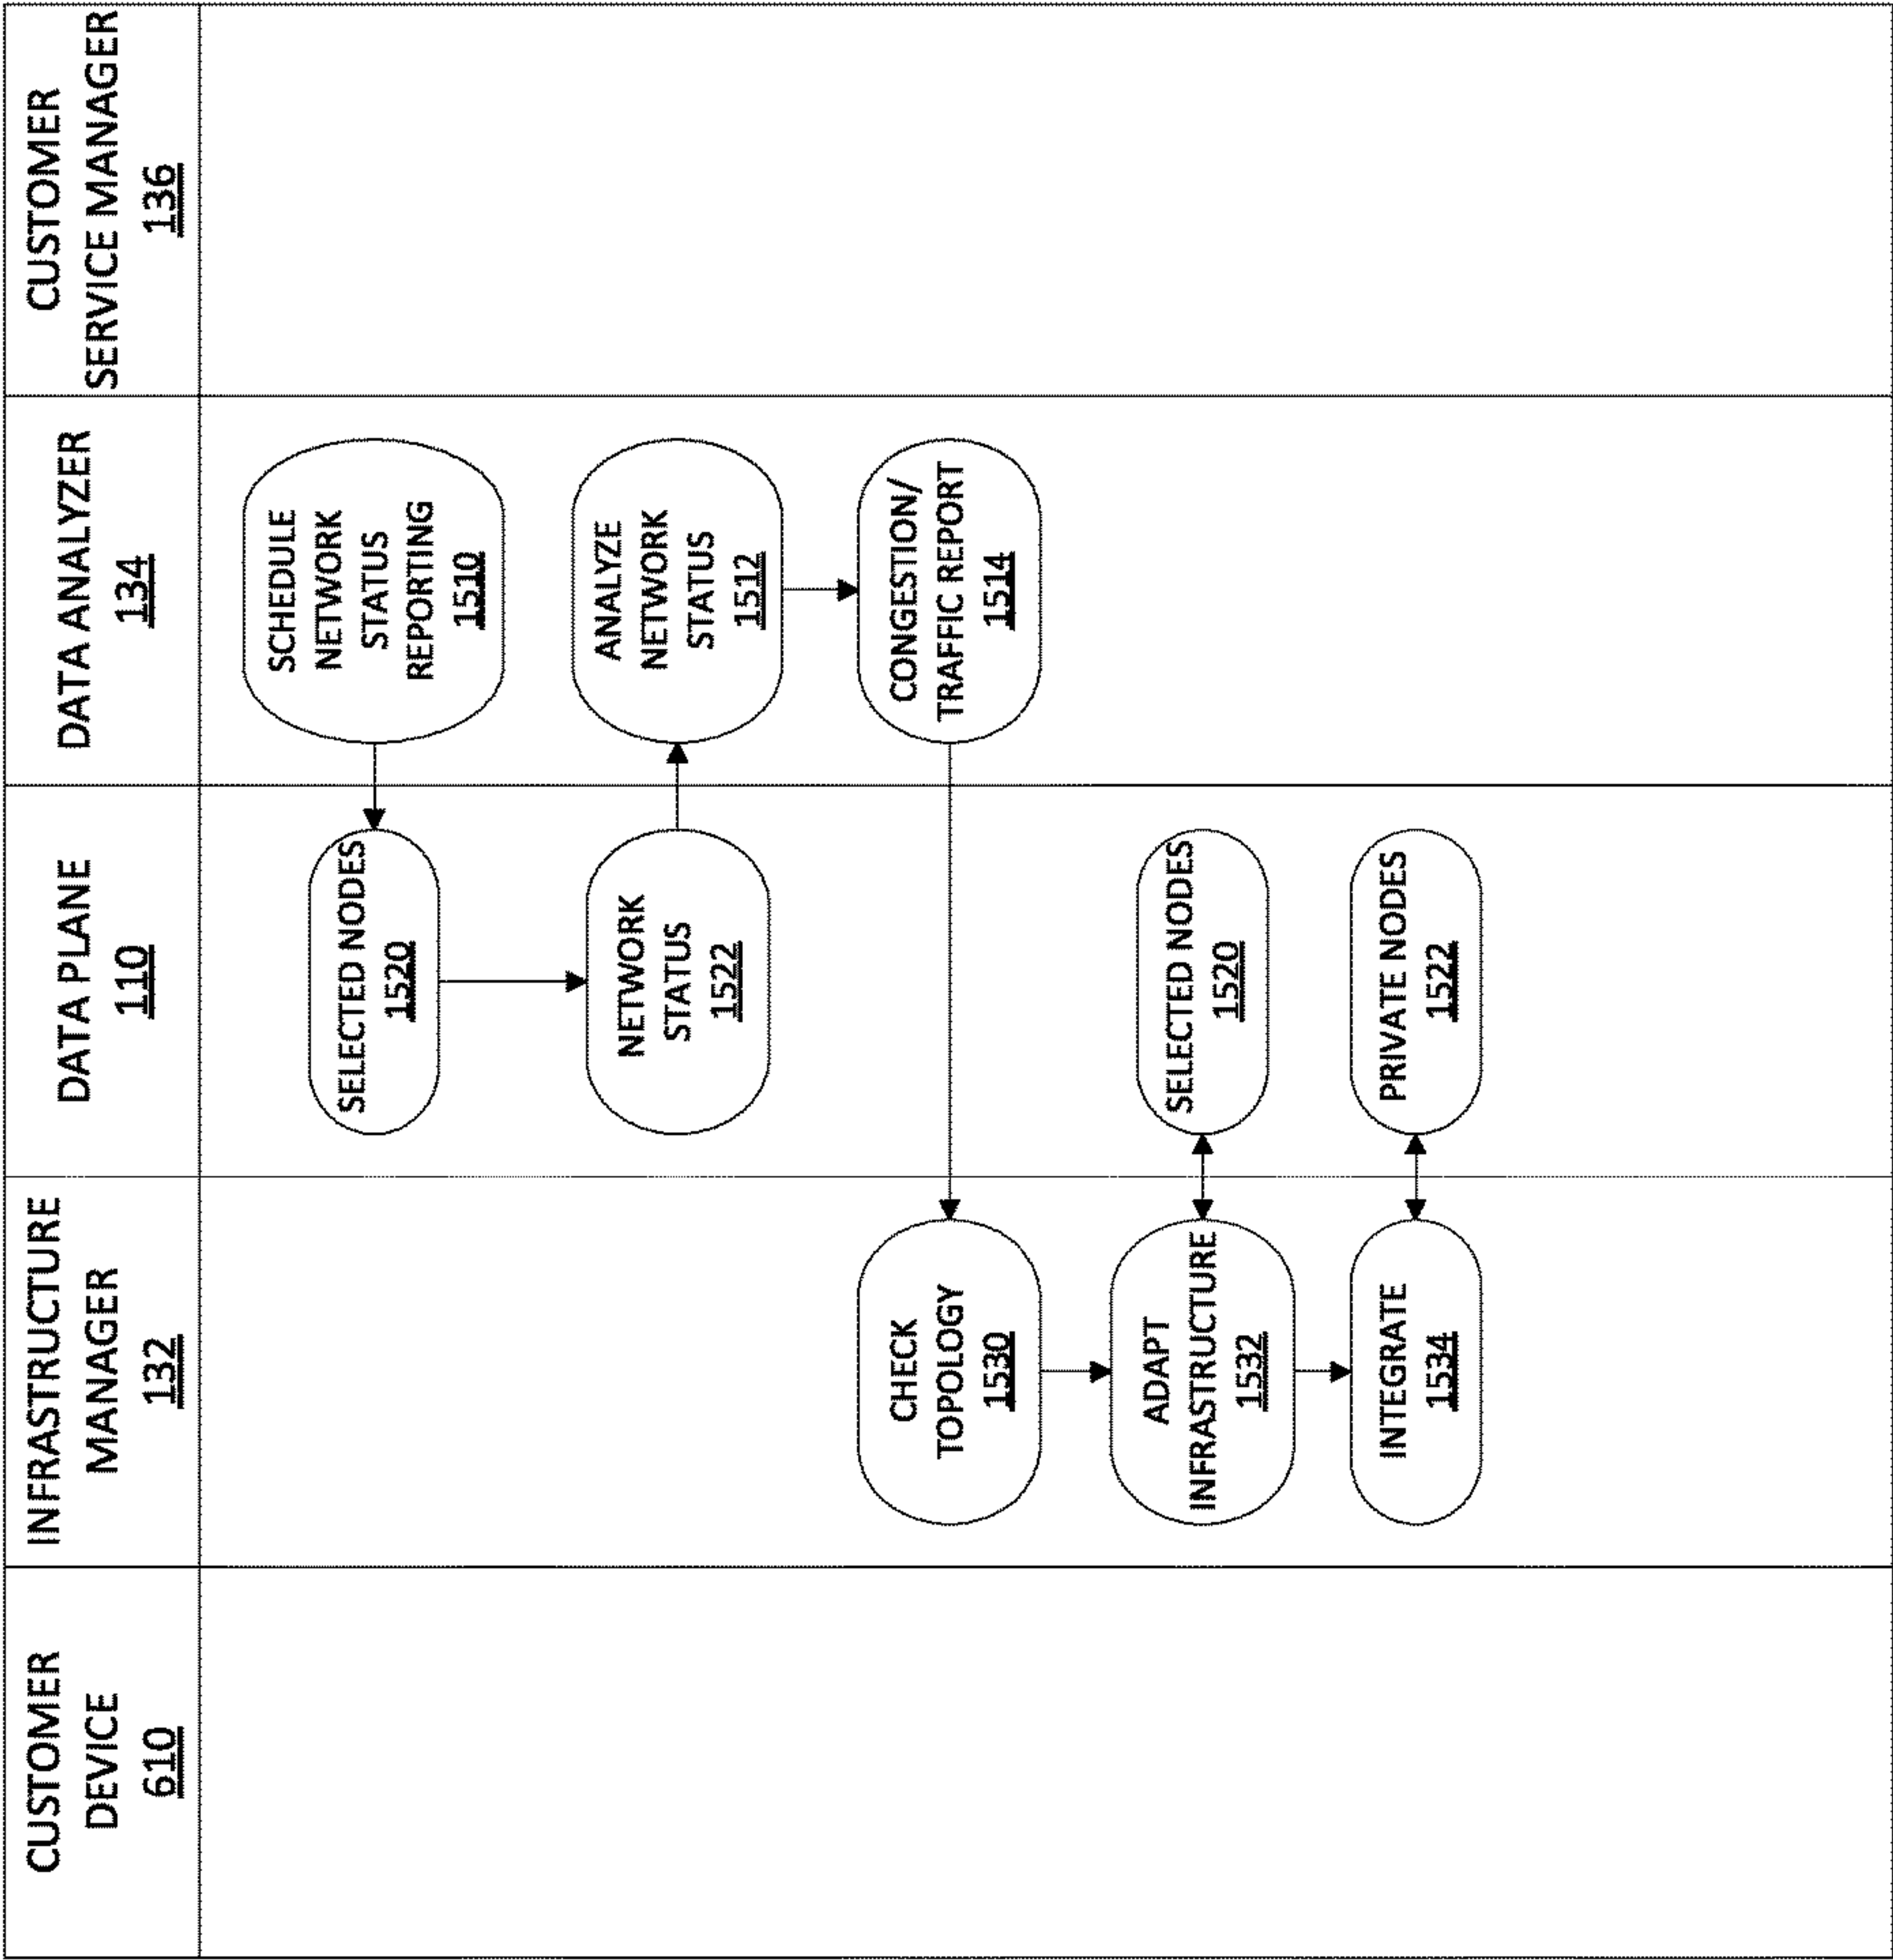 CUSTOMER
DEVICE
610
INFRASTRUCTURE
MANAGER
132
DATA PLANE
110
DATA ANALYZER
134
CUSTOMER
SERVICE MANAGER
136
SELECTED NODES
1520
SCHEDULE
NETWORK
STATUS
REPORTING
1510
NETWORK
STATUS
1522
ANALYZE
NETWORK
STATUS
1512
CHECK
TOPOLOGY
1530
CONGESTION/
TRAFFIC REPORT
1514
ADAPT
INFRASTRUCTURE
1532
SELECTED NODES
1520
INTEGRATE
1534
PRIVATE NODES
1522